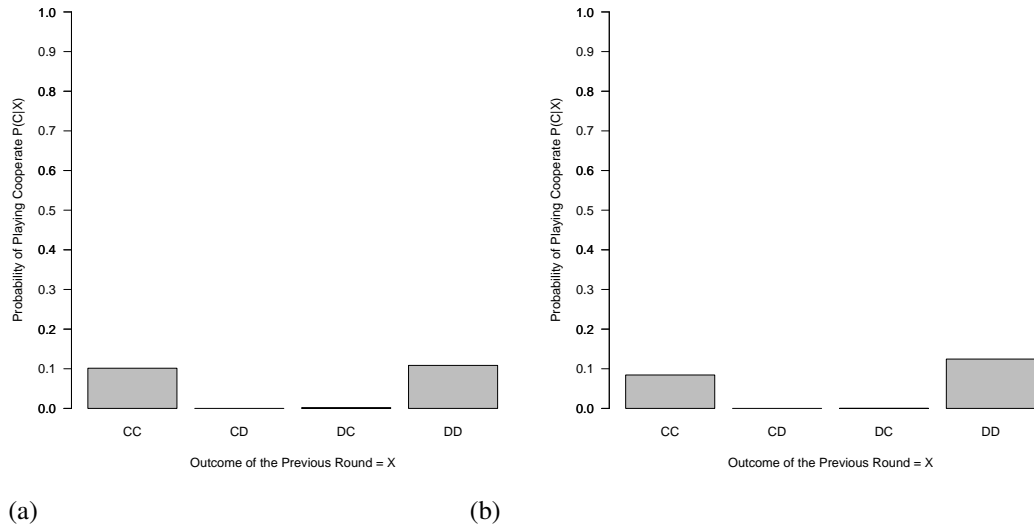 1.0
0.9
0.8
0.7
0.6
0.5
0.4
0.3
0.2
0.1
0.0
Probability of Playing Cooperate P(C|X)
CC CD DC DD
Outcome of the Previous Round = X
(a)
1.0
0.9
0.8
0.7
0.6
0.5
0.4
0.3
0.2
0.1
0.0
Probability of Playing Cooperate P(C|X)
CC CD DC DD
Outcome of the Previous Round = X
(b)